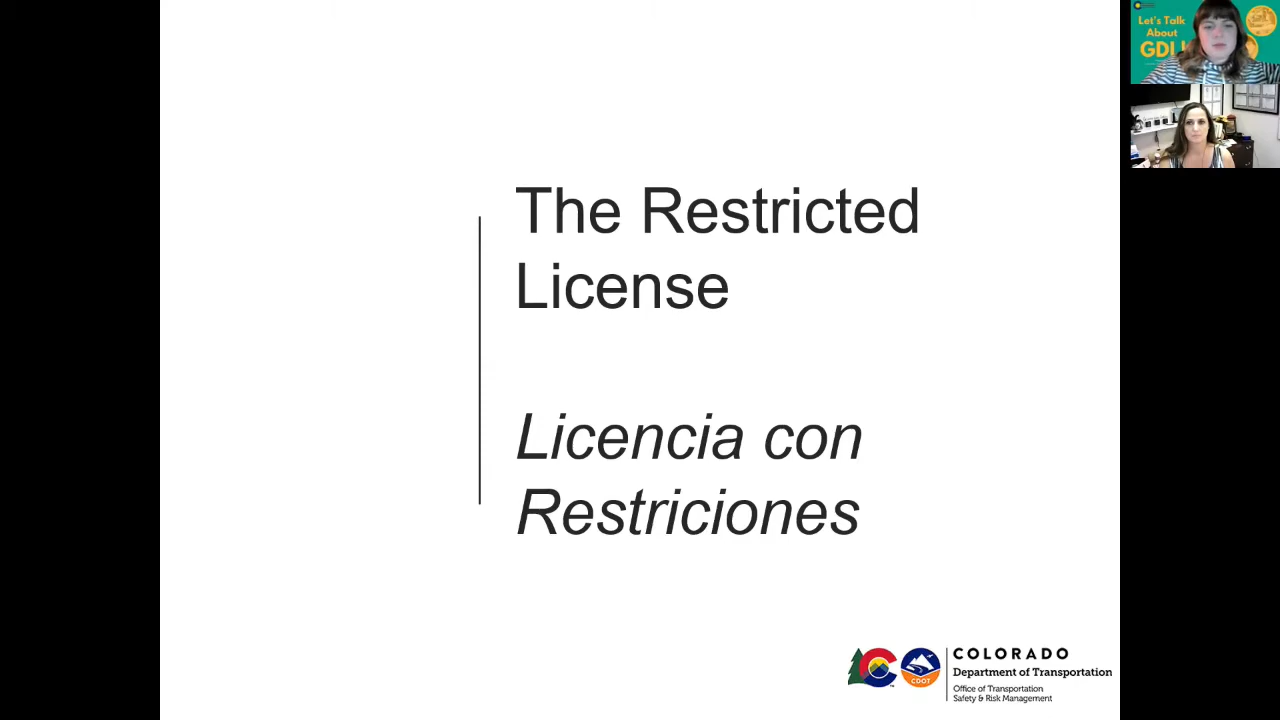 The Restricted
License
Licencia con
Restriciones
COLORADO
Department of Transportation
Office of Transportation
Safety & Risk Management
CDOT
Let's Talk
About